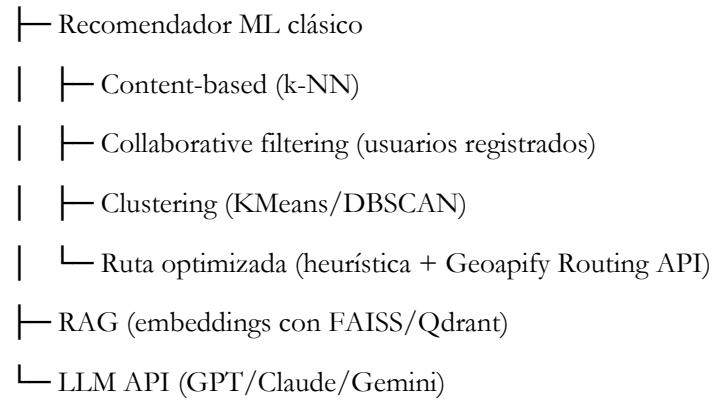 ├── Recomendador ML clásico
│ ├── Content-based (k-NN)
│ ├── Collaborative filtering (usuarios registrados)
│ ├── Clustering (KMeans/DBSCAN)
│ └── Ruta optimizada (heurística + Geoapify Routing API)
├── RAG (embeddings con FAISS/Qdrant)
└── LLM API (GPT/Claude/Gemini)